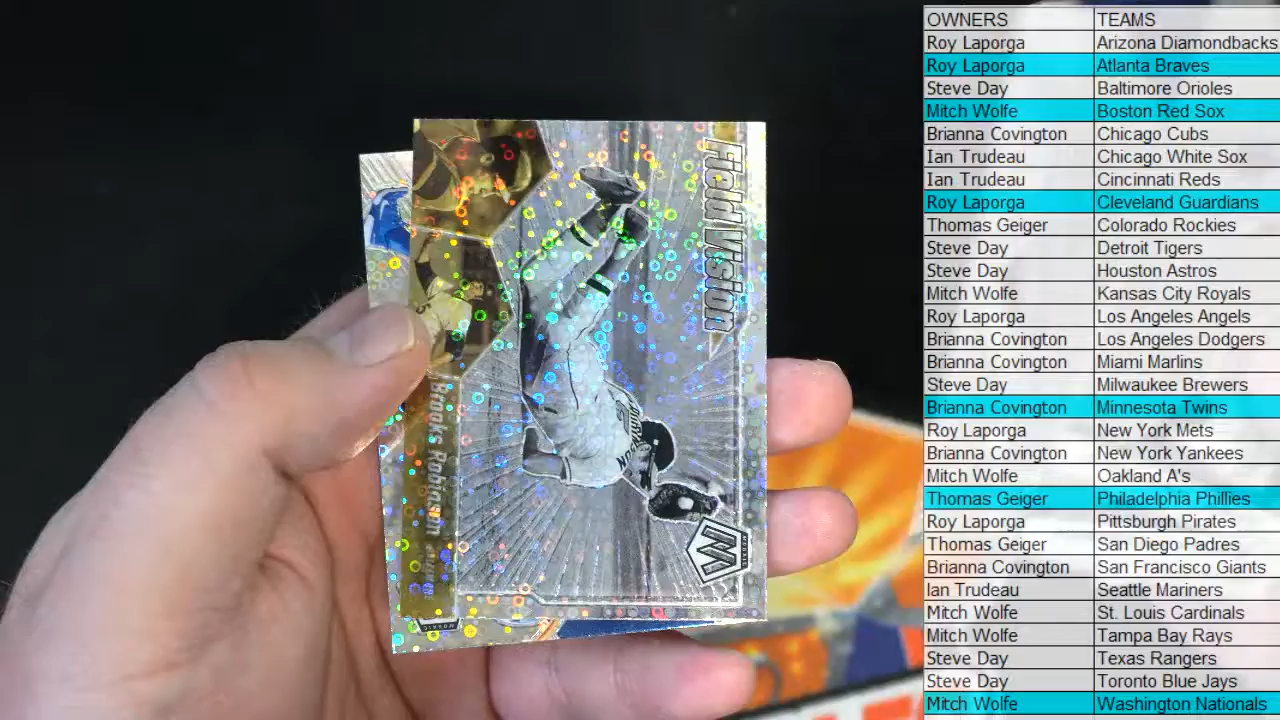 Field Vision
Brooks Robinson
MOSAIC
OWNERS TEAMS
Roy Laporga Arizona Diamondbacks
Roy Laporga Atlanta Braves
Steve Day Baltimore Orioles
Mitch Wolfe Boston Red Sox
Brianna Covington Chicago Cubs
Ian Trudeau Chicago White Sox
Ian Trudeau Cincinnati Reds
Roy Laporga Cleveland Guardians
Thomas Geiger Colorado Rockies
Steve Day Detroit Tigers
Steve Day Houston Astros
Mitch Wolfe Kansas City Royals
Roy Laporga Los Angeles Angels
Brianna Covington Los Angeles Dodgers
Brianna Covington Miami Marlins
Steve Day Milwaukee Brewers
Brianna Covington Minnesota Twins
Roy Laporga New York Mets
Brianna Covington New York Yankees
Mitch Wolfe Oakland A's
Thomas Geiger Philadelphia Phillies
Roy Laporga Pittsburgh Pirates
Thomas Geiger San Diego Padres
Brianna Covington San Francisco Giants
Ian Trudeau Seattle Mariners
Mitch Wolfe St. Louis Cardinals
Mitch Wolfe Tampa Bay Rays
Steve Day Texas Rangers
Steve Day Toronto Blue Jays
Mitch Wolfe Washington Nationals